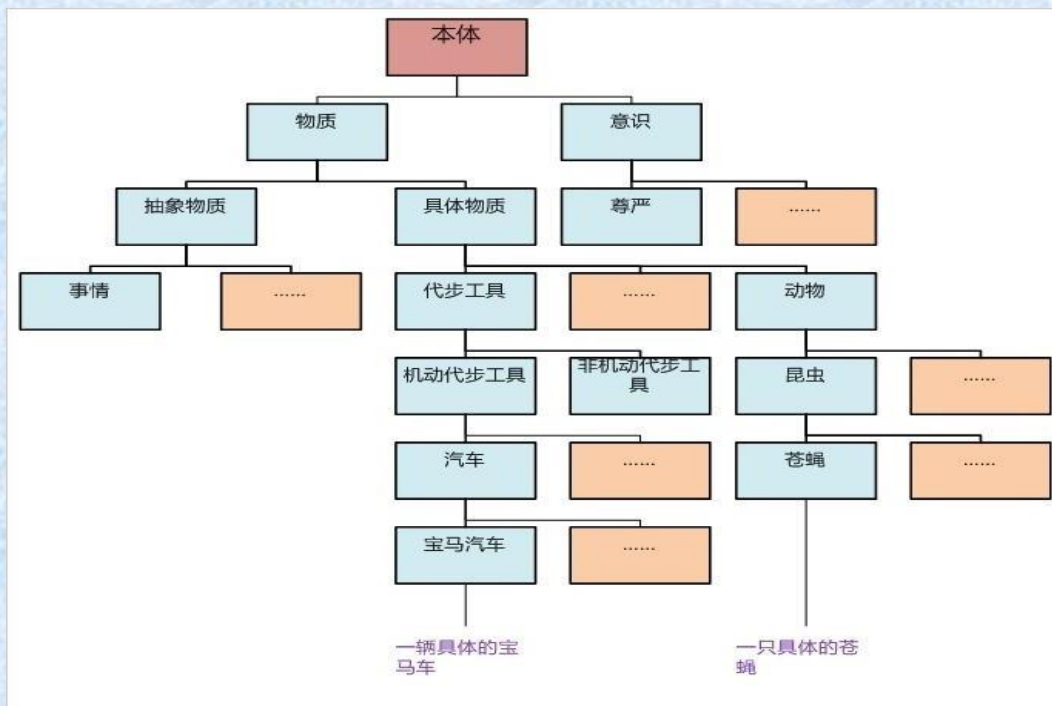 本体
物质
意识
抽象物质
具体物质
尊严
……
事情
……
代步工具
……
动物
机动代步工具
非机动代步工
具
昆虫
……
汽车
……
苍蝇
……
宝马汽车
……
一辆具体的宝
马车
一只具体的苍
蝇